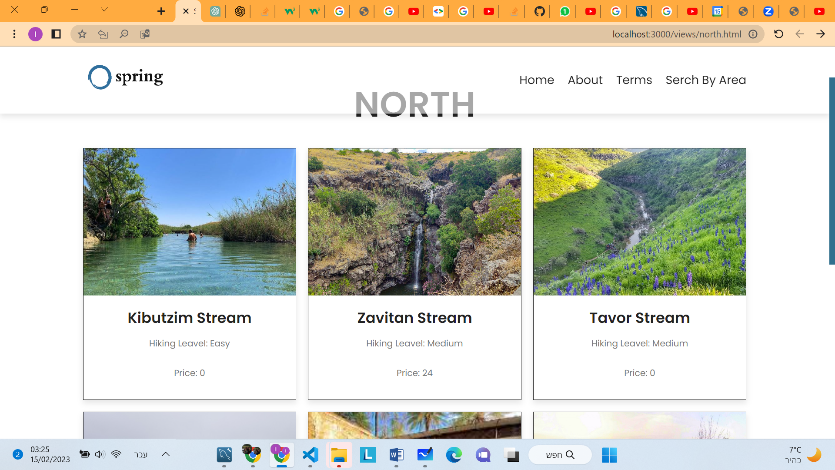 localhost:3000/views/north.html
spring
Home About Terms Serch By Area
NORTH
Kibutzim Stream
Hiking Leavel: Easy
Price: 0
Zavitan Stream
Hiking Leavel: Medium
Price: 24
Tavor Stream
Hiking Leavel: Medium
Price: 0
03:25
15/02/2023
עבר
חפש
7°C
בהיר